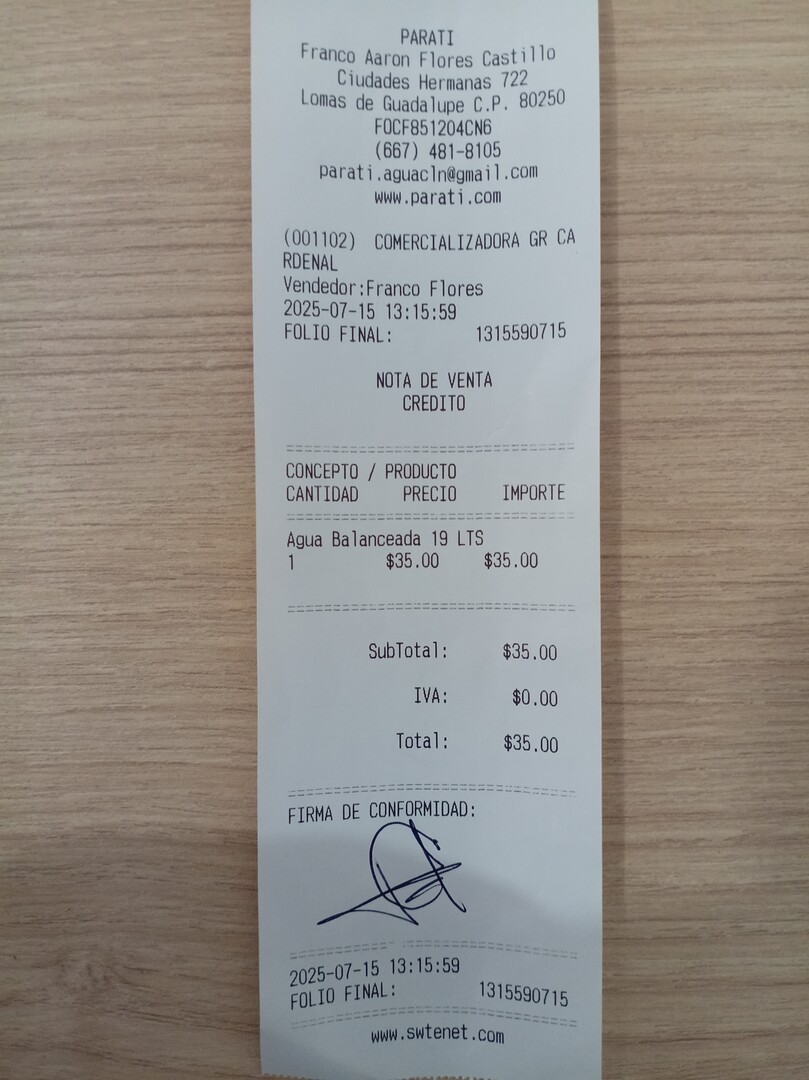 PARATI
Franco Aaron Flores Castillo
Ciudades Hermanas 722
Lomas de Guadalupe C.P. 80250
FOCF851204CN6
(667) 481-8105
parati.aguacln@gmail.com
www.parati.com
(001102) COMERCIALIZADORA GR CA
RDENAL
Vendedor:Franco Flores
2025-07-15 13:15:59
FOLIO FINAL: 1315590715
NOTA DE VENTA
CREDITO
CONCEPTO / PRODUCTO
CANTIDAD PRECIO IMPORTE
Agua Balanceada 19 LTS
1 $35.00 $35.00
SubTotal: $35.00
IVA: $0.00
Total: $35.00
FIRMA DE CONFORMIDAD:
2025-07-15 13:15:59
FOLIO FINAL: 1315590715
www.swtenet.com